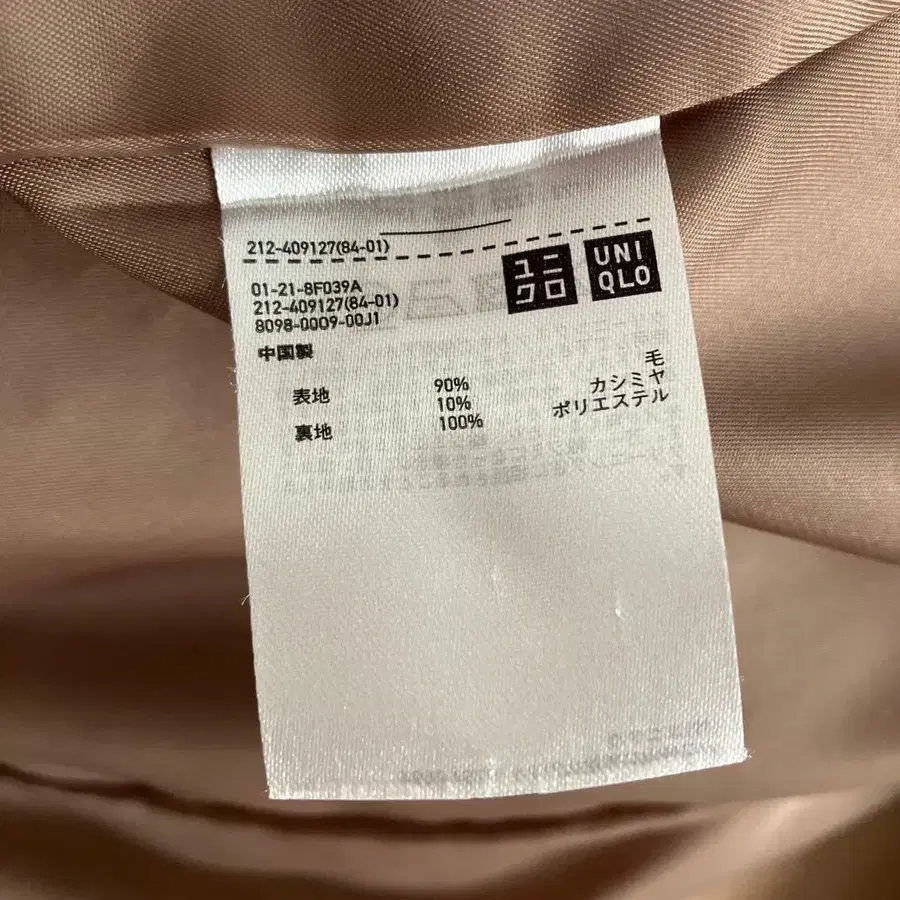 212-409127(84-01)
ユニ
クロ
UNI
QLO
01-21-8F039A
212-409127(84-01)
8098-0009-00J1
中国製
表地 90% 毛
10% カシミヤ
裏地 100% ポリエステル